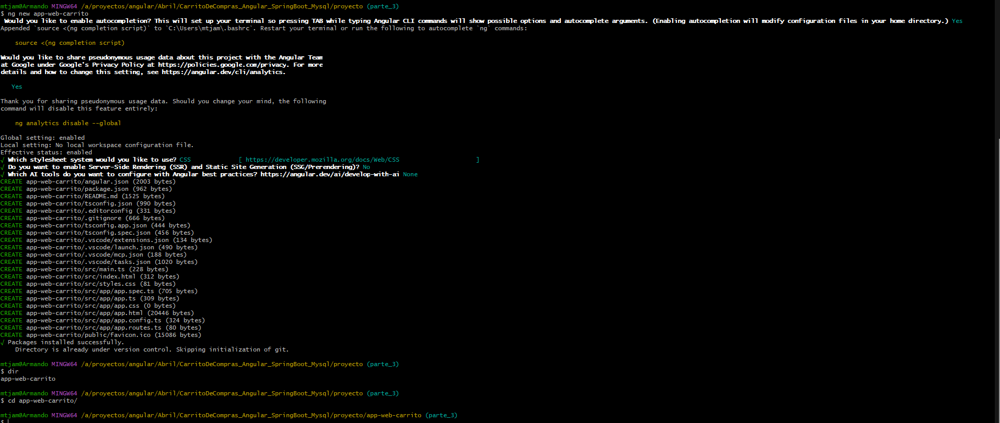 mtjam@Armando MINGW64 /a/proyectos/angular/Abril/CarritoDeCompras_Angular_SpringBoot_Mysql/proyecto (parte_3)
$ ng new app-web-carrito
Would you like to enable autocompletion? This will set up your terminal so pressing TAB while typing Angular CLI commands will show possible options and autocomplete arguments. (Enabling autocompletion will modify configuration files in your home directory.) Yes
Appended `source <(ng completion script)` to `C:\Users\mtjam\.bashrc`. Restart your terminal or run the following to autocomplete `ng` commands:
source <(ng completion script)
Would you like to share pseudonymous usage data about this project with the Angular Team
at Google under Google's Privacy Policy at https://policies.google.com/privacy. For more
details and how to change this setting, see https://angular.dev/cli/analytics.
Yes
Thank you for sharing pseudonymous usage data. Should you change your mind, the following
command will disable this feature entirely:
ng analytics disable --global
Global setting: enabled
Local setting: No local workspace configuration file.
Effective status: enabled
√ Which stylesheet system would you like to use? CSS [ https://developer.mozilla.org/docs/Web/CSS ]
√ Do you want to enable Server-Side Rendering (SSR) and Static Site Generation (SSG/Prerendering)? No
√ Which AI tools do you want to configure with Angular best practices? https://angular.dev/ai/develop-with-ai None
CREATE app-web-carrito/angular.json (2003 bytes)
CREATE app-web-carrito/package.json (962 bytes)
CREATE app-web-carrito/README.md (1525 bytes)
CREATE app-web-carrito/tsconfig.json (990 bytes)
CREATE app-web-carrito/.editorconfig (331 bytes)
CREATE app-web-carrito/.gitignore (666 bytes)
CREATE app-web-carrito/tsconfig.app.json (444 bytes)
CREATE app-web-carrito/tsconfig.spec.json (456 bytes)
CREATE app-web-carrito/.vscode/extensions.json (134 bytes)
CREATE app-web-carrito/.vscode/launch.json (490 bytes)
CREATE app-web-carrito/.vscode/mcp.json (188 bytes)
CREATE app-web-carrito/.vscode/tasks.json (1020 bytes)
CREATE app-web-carrito/src/main.ts (228 bytes)
CREATE app-web-carrito/src/index.html (312 bytes)
CREATE app-web-carrito/src/styles.css (81 bytes)
CREATE app-web-carrito/src/app/app.spec.ts (705 bytes)
CREATE app-web-carrito/src/app/app.ts (309 bytes)
CREATE app-web-carrito/src/app/app.css (0 bytes)
CREATE app-web-carrito/src/app/app.html (20446 bytes)
CREATE app-web-carrito/src/app/app.config.ts (324 bytes)
CREATE app-web-carrito/src/app/app.routes.ts (80 bytes)
CREATE app-web-carrito/public/favicon.ico (15086 bytes)
√ Packages installed successfully.
Directory is already under version control. Skipping initialization of git.
mtjam@Armando MINGW64 /a/proyectos/angular/Abril/CarritoDeCompras_Angular_SpringBoot_Mysql/proyecto (parte_3)
$ dir
app-web-carrito
mtjam@Armando MINGW64 /a/proyectos/angular/Abril/CarritoDeCompras_Angular_SpringBoot_Mysql/proyecto (parte_3)
$ cd app-web-carrito/
mtjam@Armando MINGW64 /a/proyectos/angular/Abril/CarritoDeCompras_Angular_SpringBoot_Mysql/proyecto/app-web-carrito (parte_3)
$